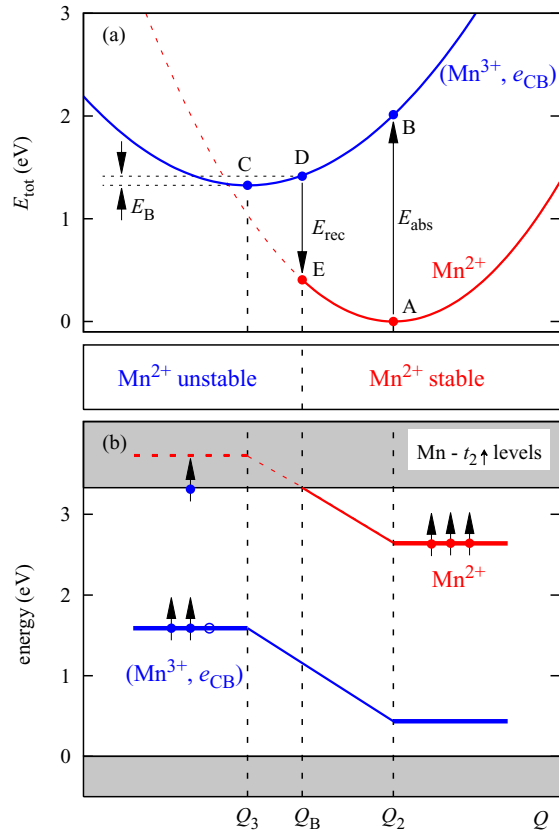 3
(a)
(Mn3+, eCB)
2
B
C
D
Etot (eV)
EB
Erec
Eabs
1
Mn2+
E
A
0
Mn2+ unstable
Mn2+ stable
(b)
Mn - t2↑ levels
3
Mn2+
energy (eV)
2
(Mn3+, eCB)
1
0
Q3
QB
Q2
Q